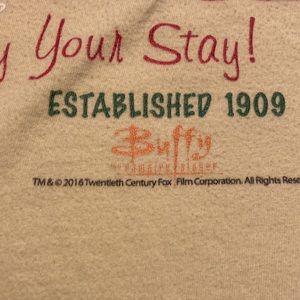 Your Stay!
ESTABLISHED 1909
Buffy
TM & © 2016 Twentieth Century Fox Film Corporation. All Rights Rese